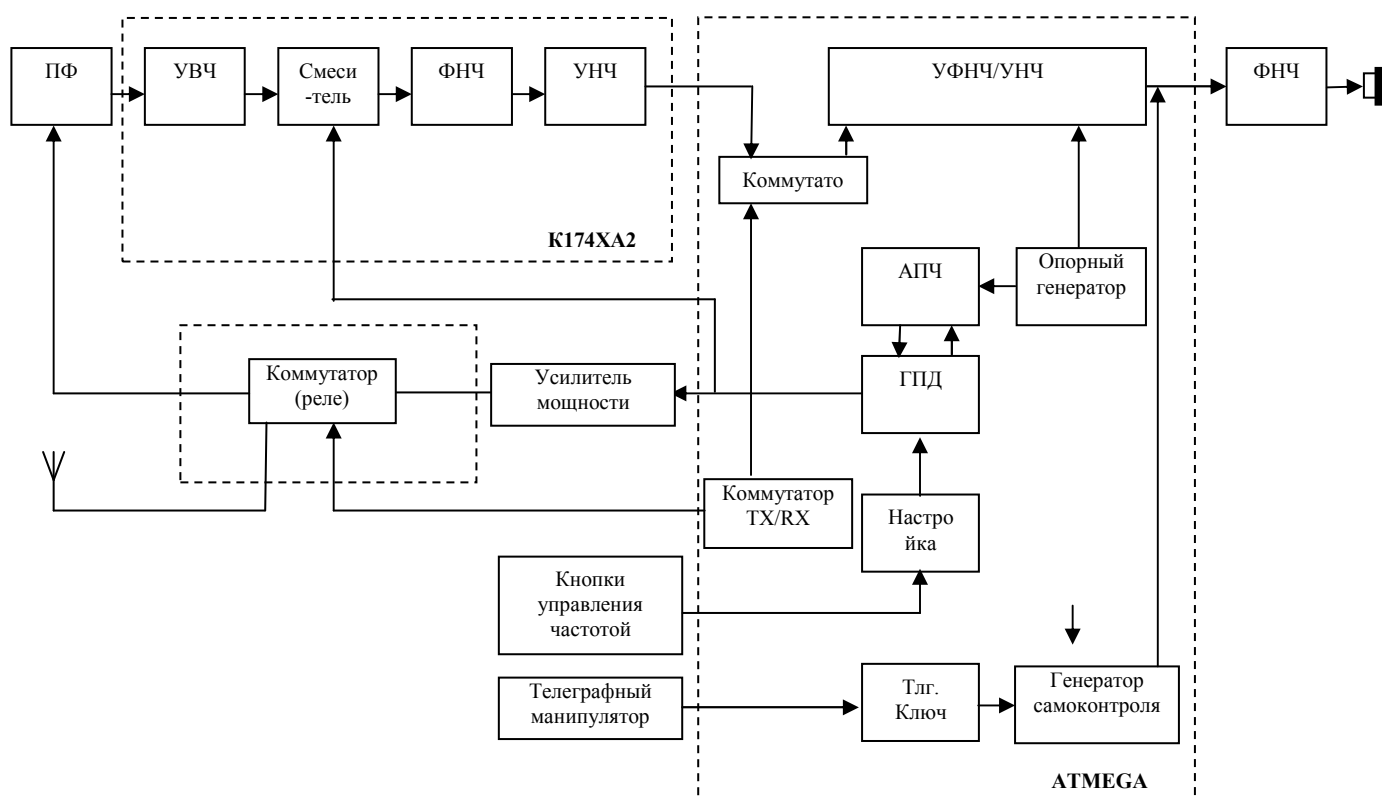 ПФ
УВЧ
Смеси
-тель
ФНЧ
УНЧ
УФНЧ/УНЧ
ФНЧ
Коммутато
К174ХА2
АПЧ
Опорный
генератор
Коммутатор
(реле)
Усилитель
мощности
ГПД
Коммутатор
TX/RX
Настро
йка
Кнопки
управления
частотой
Телеграфный
манипулятор
Тлг.
Ключ
Генератор
самоконтроля
ATMEGA